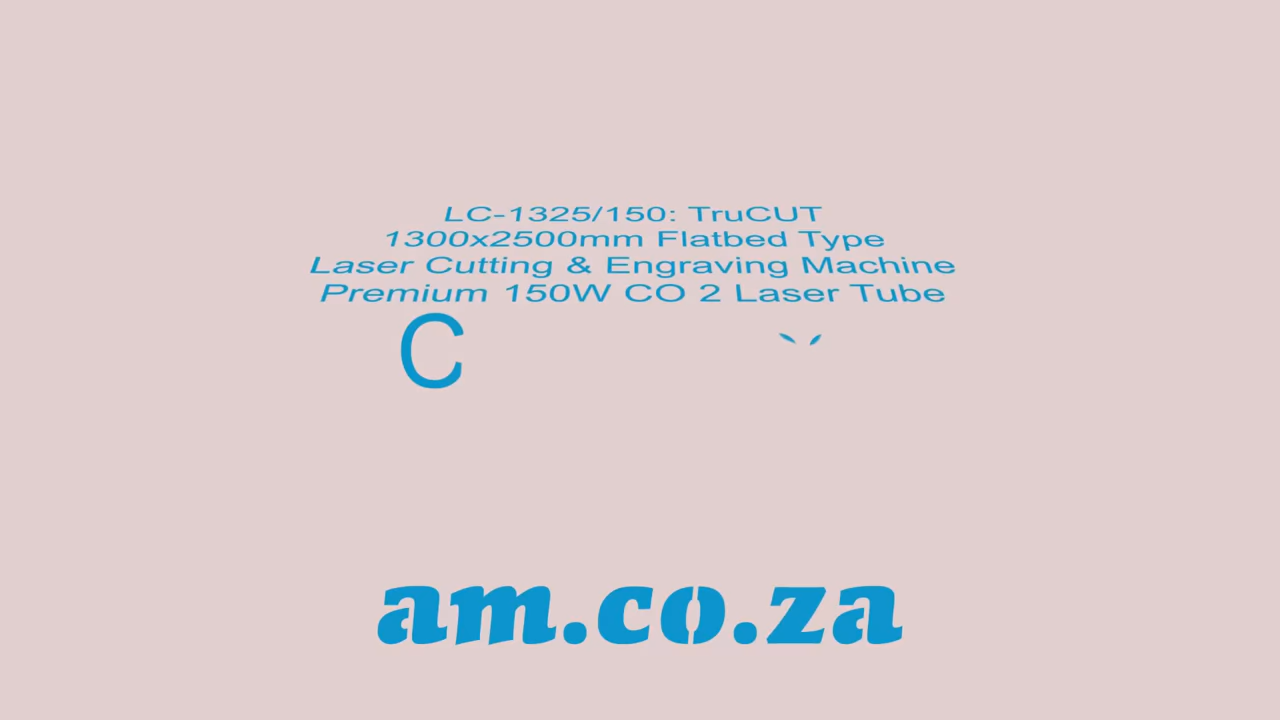 LC-1325/150: TruCUT
1300x2500mm Flatbed Type
Laser Cutting & Engraving Machine
Premium 150W CO 2 Laser Tube
C
am.co.za